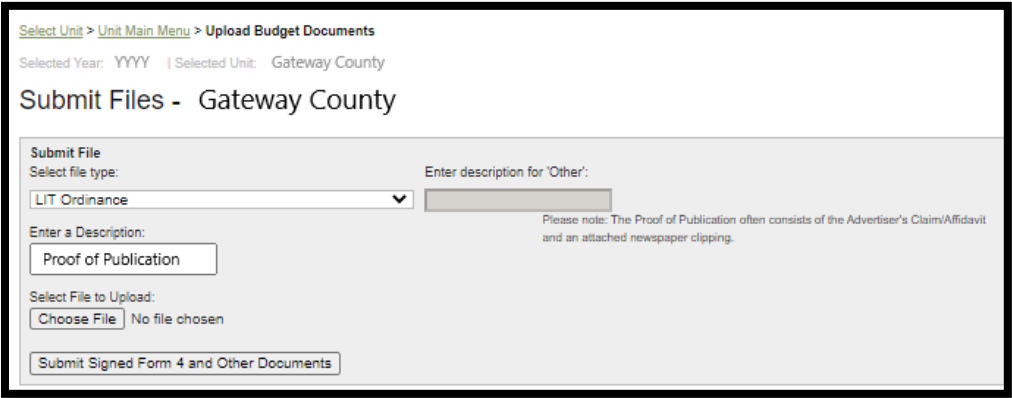 Select Unit > Unit Main Menu > Upload Budget Documents
Selected Year: YYYY | Selected Unit: Gateway County
Submit Files - Gateway County
Submit File
Select file type:
Enter description for 'Other':
LIT Ordinance
Please note: The Proof of Publication often consists of the Advertiser's Claim/Affidavit
and an attached newspaper clipping.
Enter a Description:
Proof of Publication
Select File to Upload:
Choose File No file chosen
Submit Signed Form 4 and Other Documents